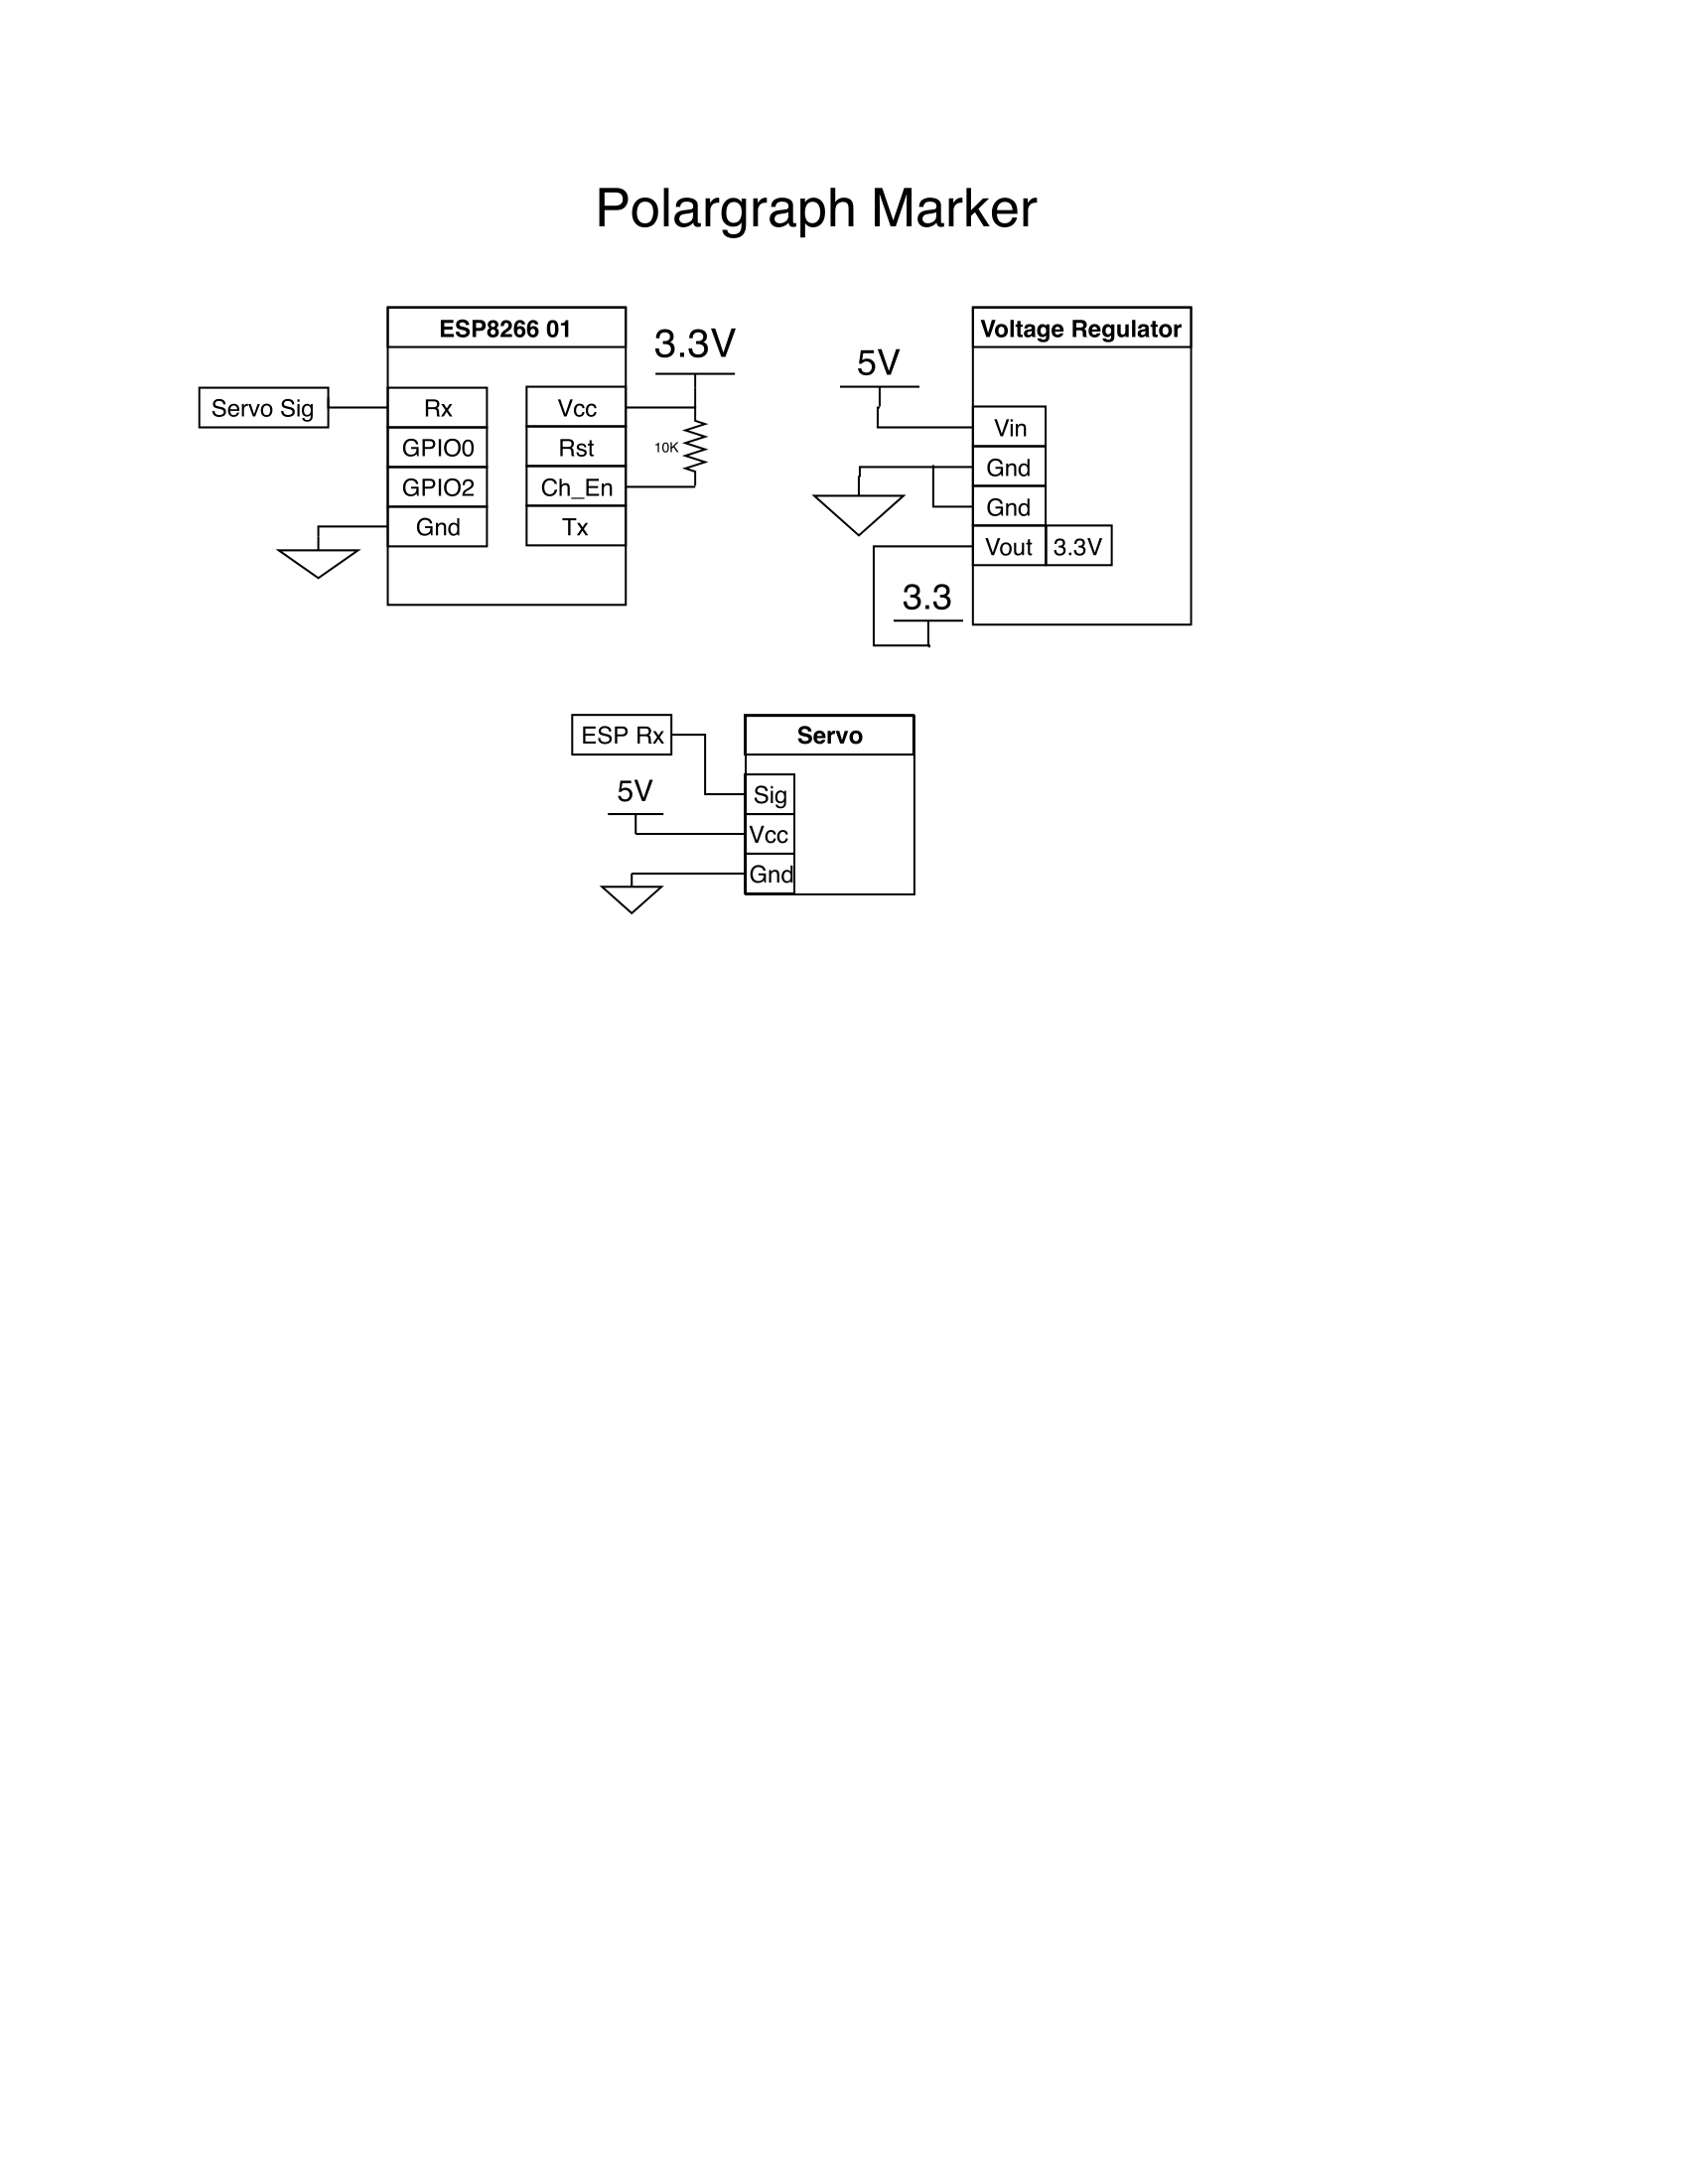 Polargraph Marker
ESP8266 01
3.3V
Servo Sig
Rx
GPIO0
GPIO2
Gnd
Vcc
Rst
Ch_En
Tx
10K
Voltage Regulator
5V
Vin
Gnd
Gnd
Vout 3.3V
3.3
ESP Rx
5V
Servo
Sig
Vcc
Gnd